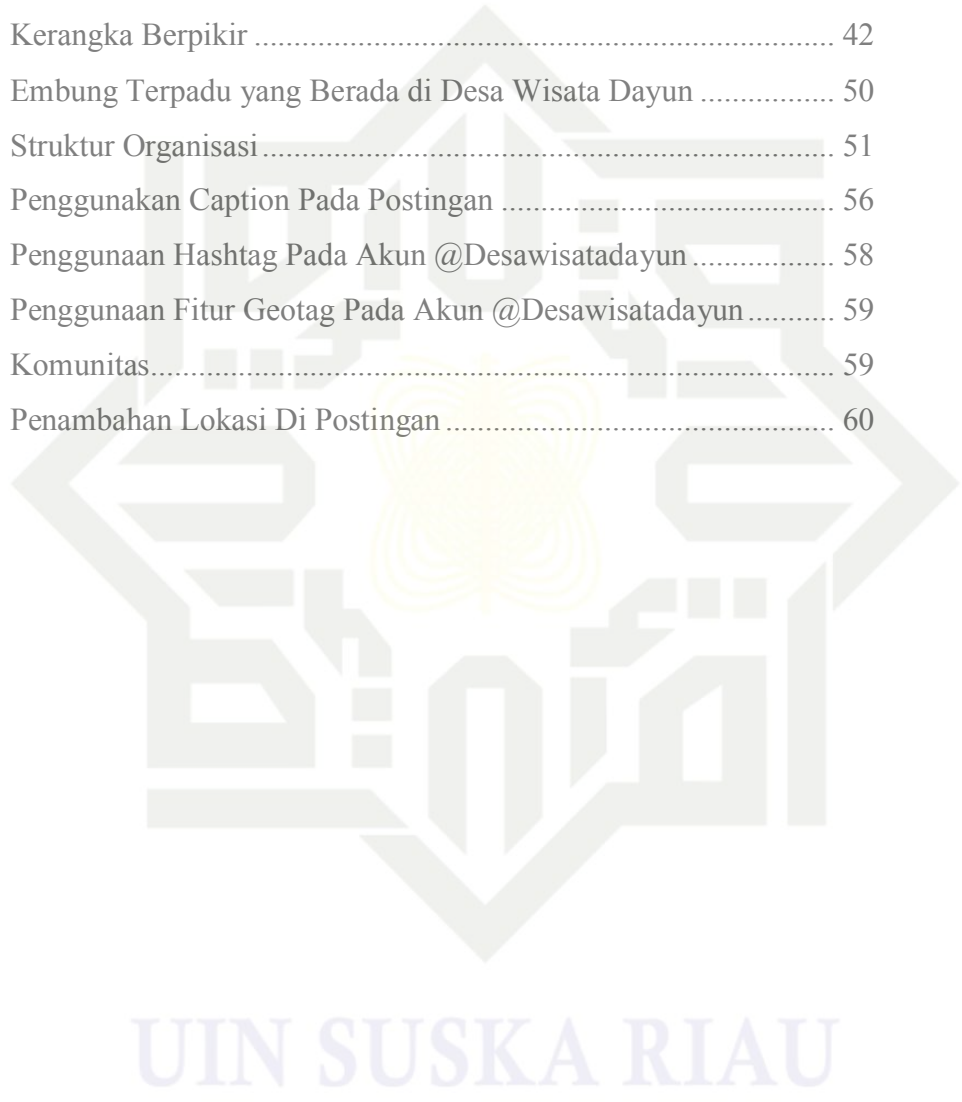 Kerangka Berpikir ........................................................................... 42
Embung Terpadu yang Berada di Desa Wisata Dayun ................. 50
Struktur Organisasi .......................................................................... 51
Penggunakan Caption Pada Postingan ........................................... 56
Penggunaan Hashtag Pada Akun @Desawisatadayun .................. 58
Penggunaan Fitur Geotag Pada Akun @Desawisatadayun ........... 59
Komunitas........................................................................................ 59
Penambahan Lokasi Di Postingan .................................................. 60
UIN SUSKA RIAU